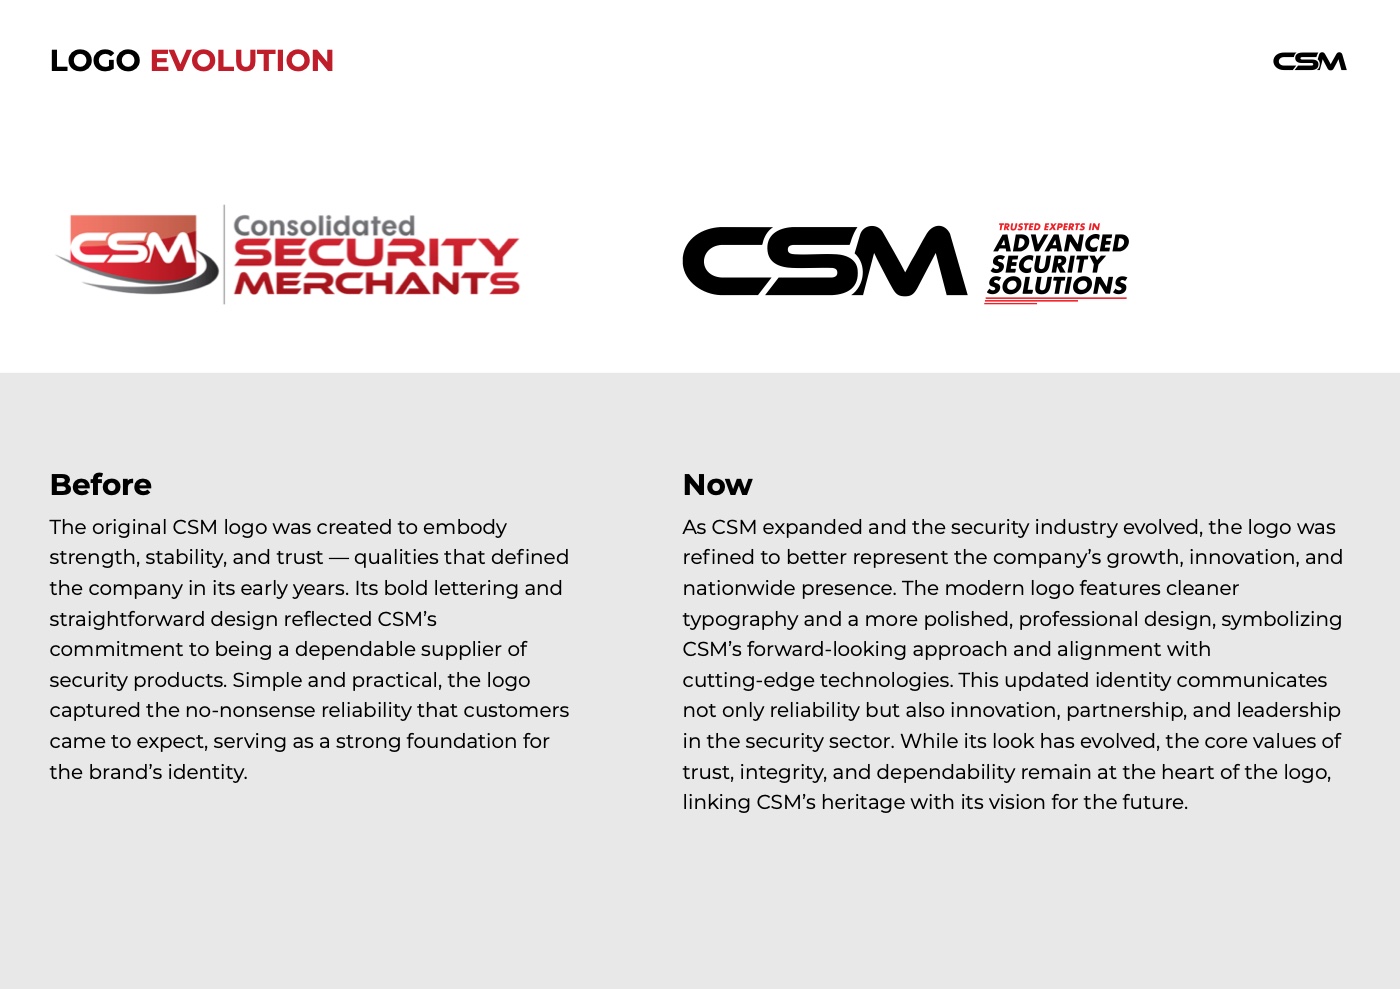 LOGO EVOLUTION
CSM
CSM
Consolidated
SECURITY
MERCHANTS
CSM
TRUSTED EXPERTS IN
ADVANCED
SECURITY
SOLUTIONS
Before
The original CSM logo was created to embody
strength, stability, and trust — qualities that defined
the company in its early years. Its bold lettering and
straightforward design reflected CSM’s
commitment to being a dependable supplier of
security products. Simple and practical, the logo
captured the no-nonsense reliability that customers
came to expect, serving as a strong foundation for
the brand’s identity.
Now
As CSM expanded and the security industry evolved, the logo was
refined to better represent the company’s growth, innovation, and
nationwide presence. The modern logo features cleaner
typography and a more polished, professional design, symbolizing
CSM’s forward-looking approach and alignment with
cutting-edge technologies. This updated identity communicates
not only reliability but also innovation, partnership, and leadership
in the security sector. While its look has evolved, the core values of
trust, integrity, and dependability remain at the heart of the logo,
linking CSM’s heritage with its vision for the future.